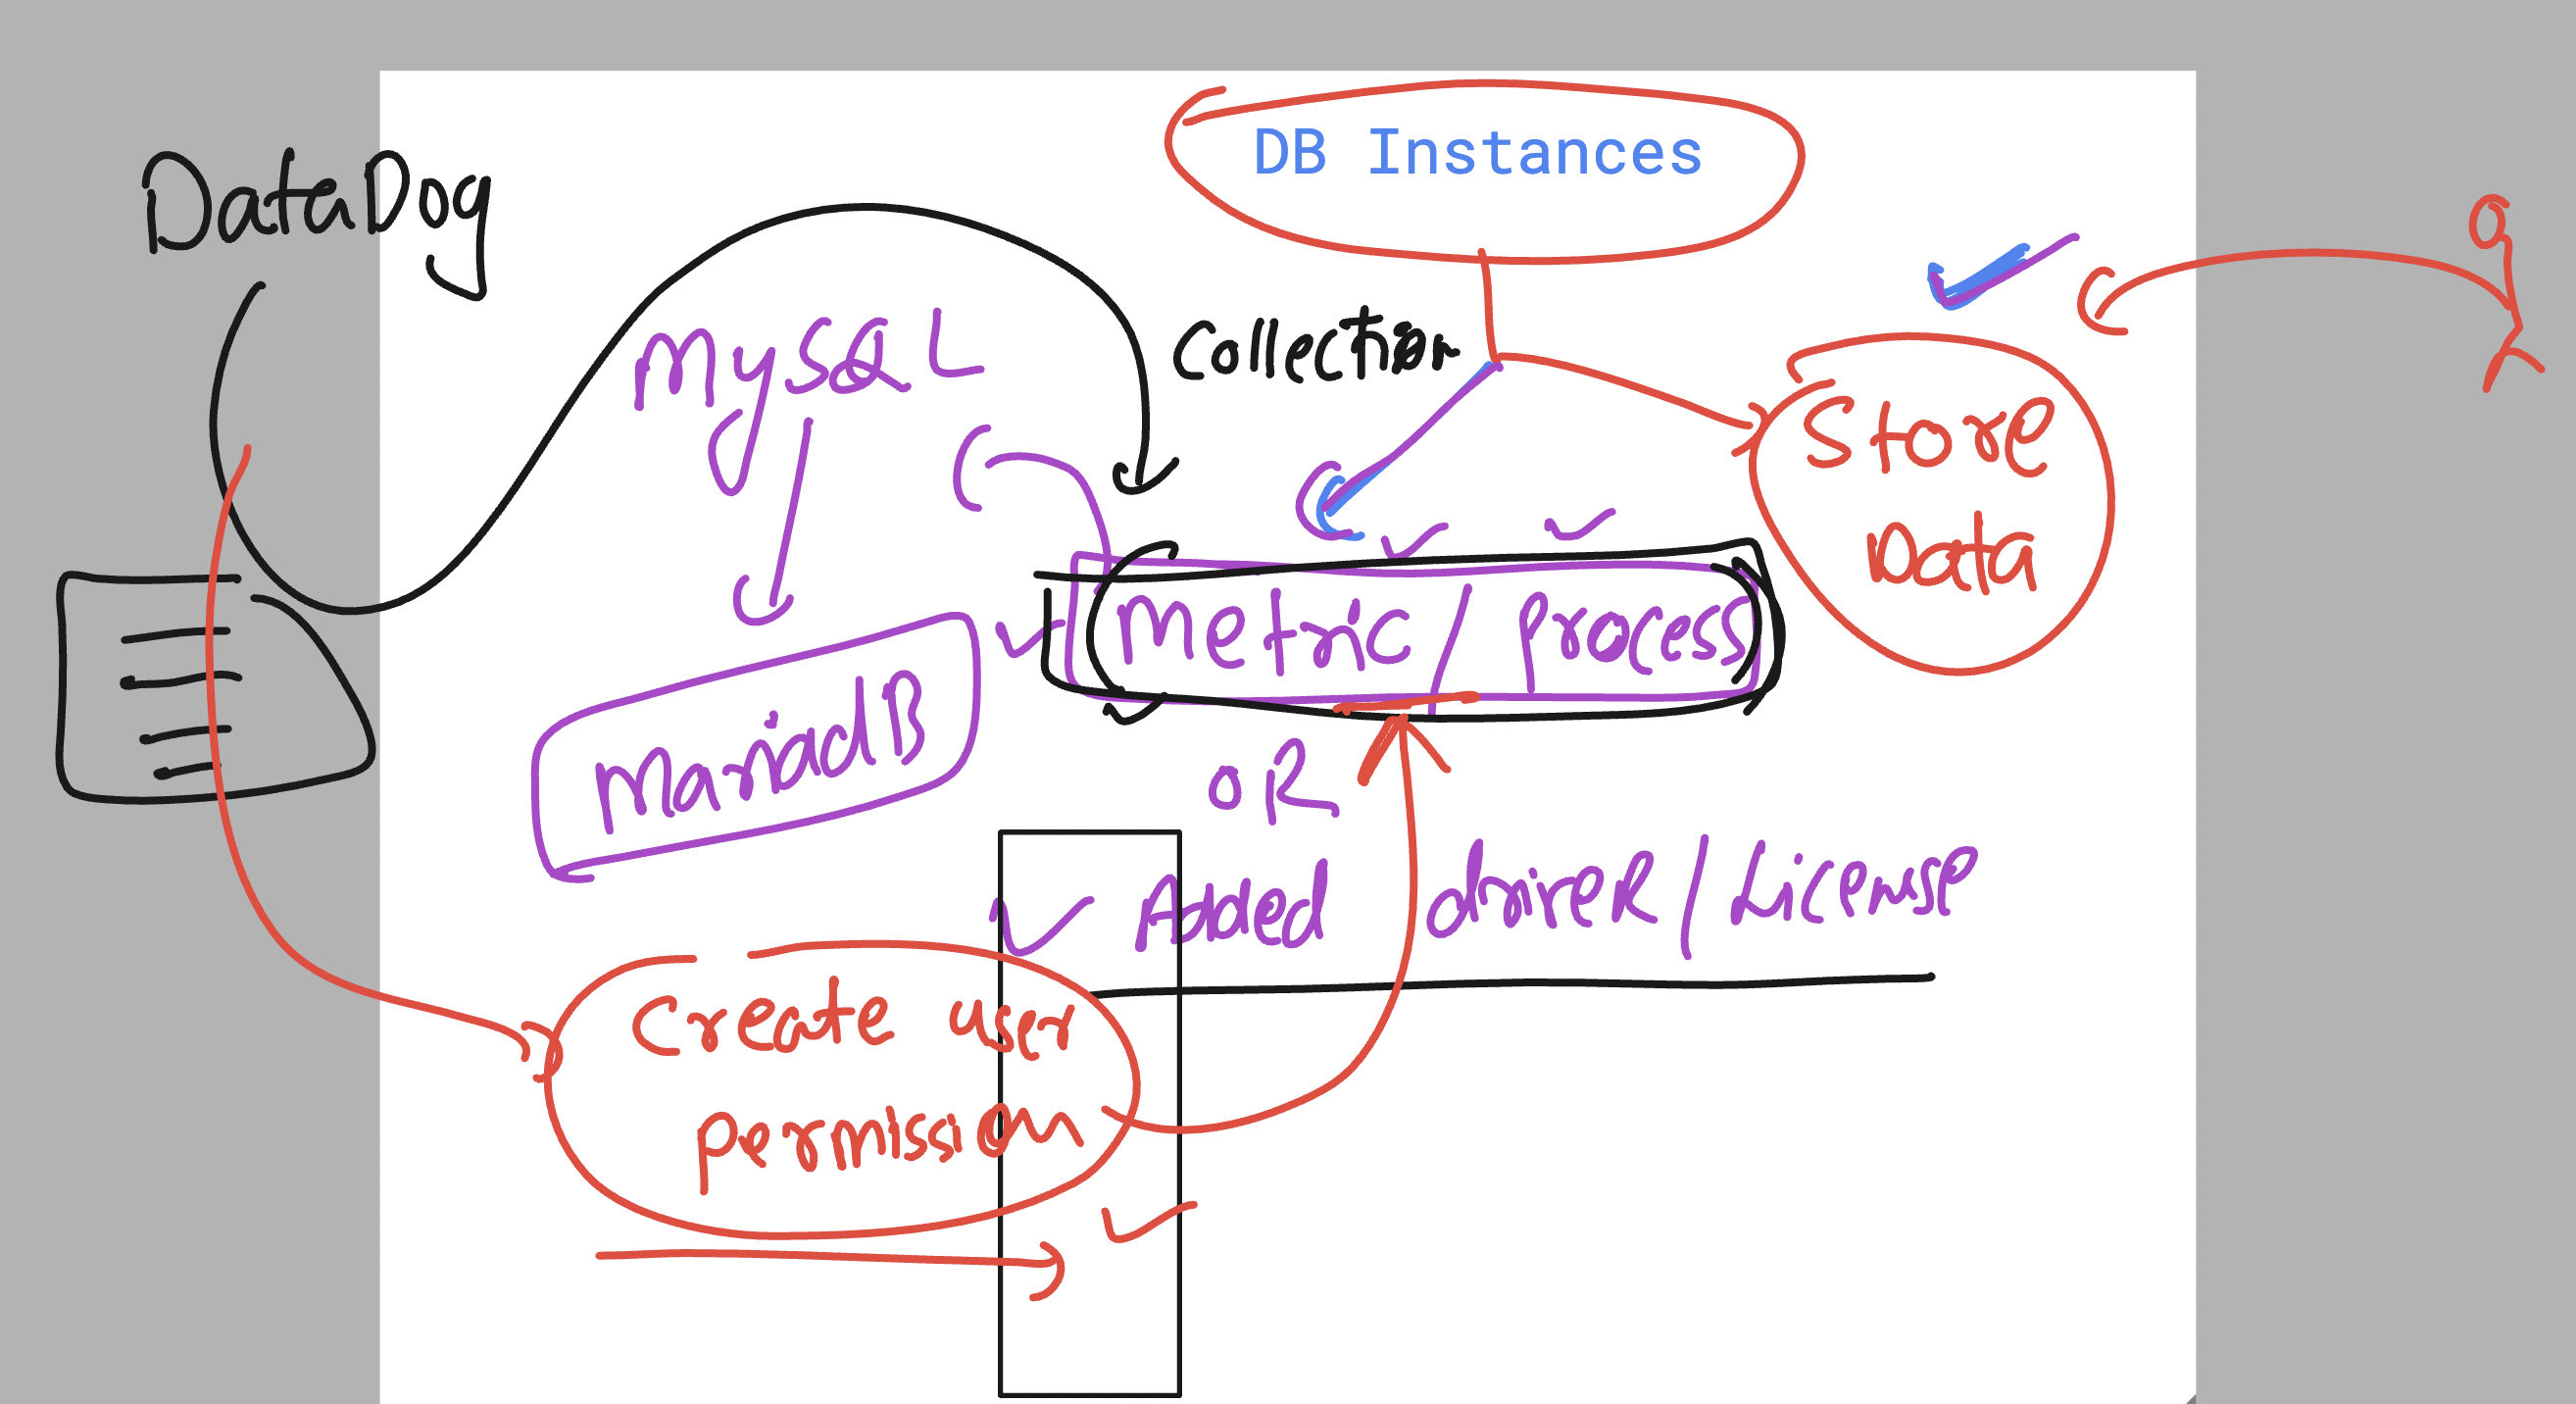 DB Instances
DataDog
MySQL
Collection
Store
Data
Metric / Process
MariadB
OR
Added driver / License
Create user
permission